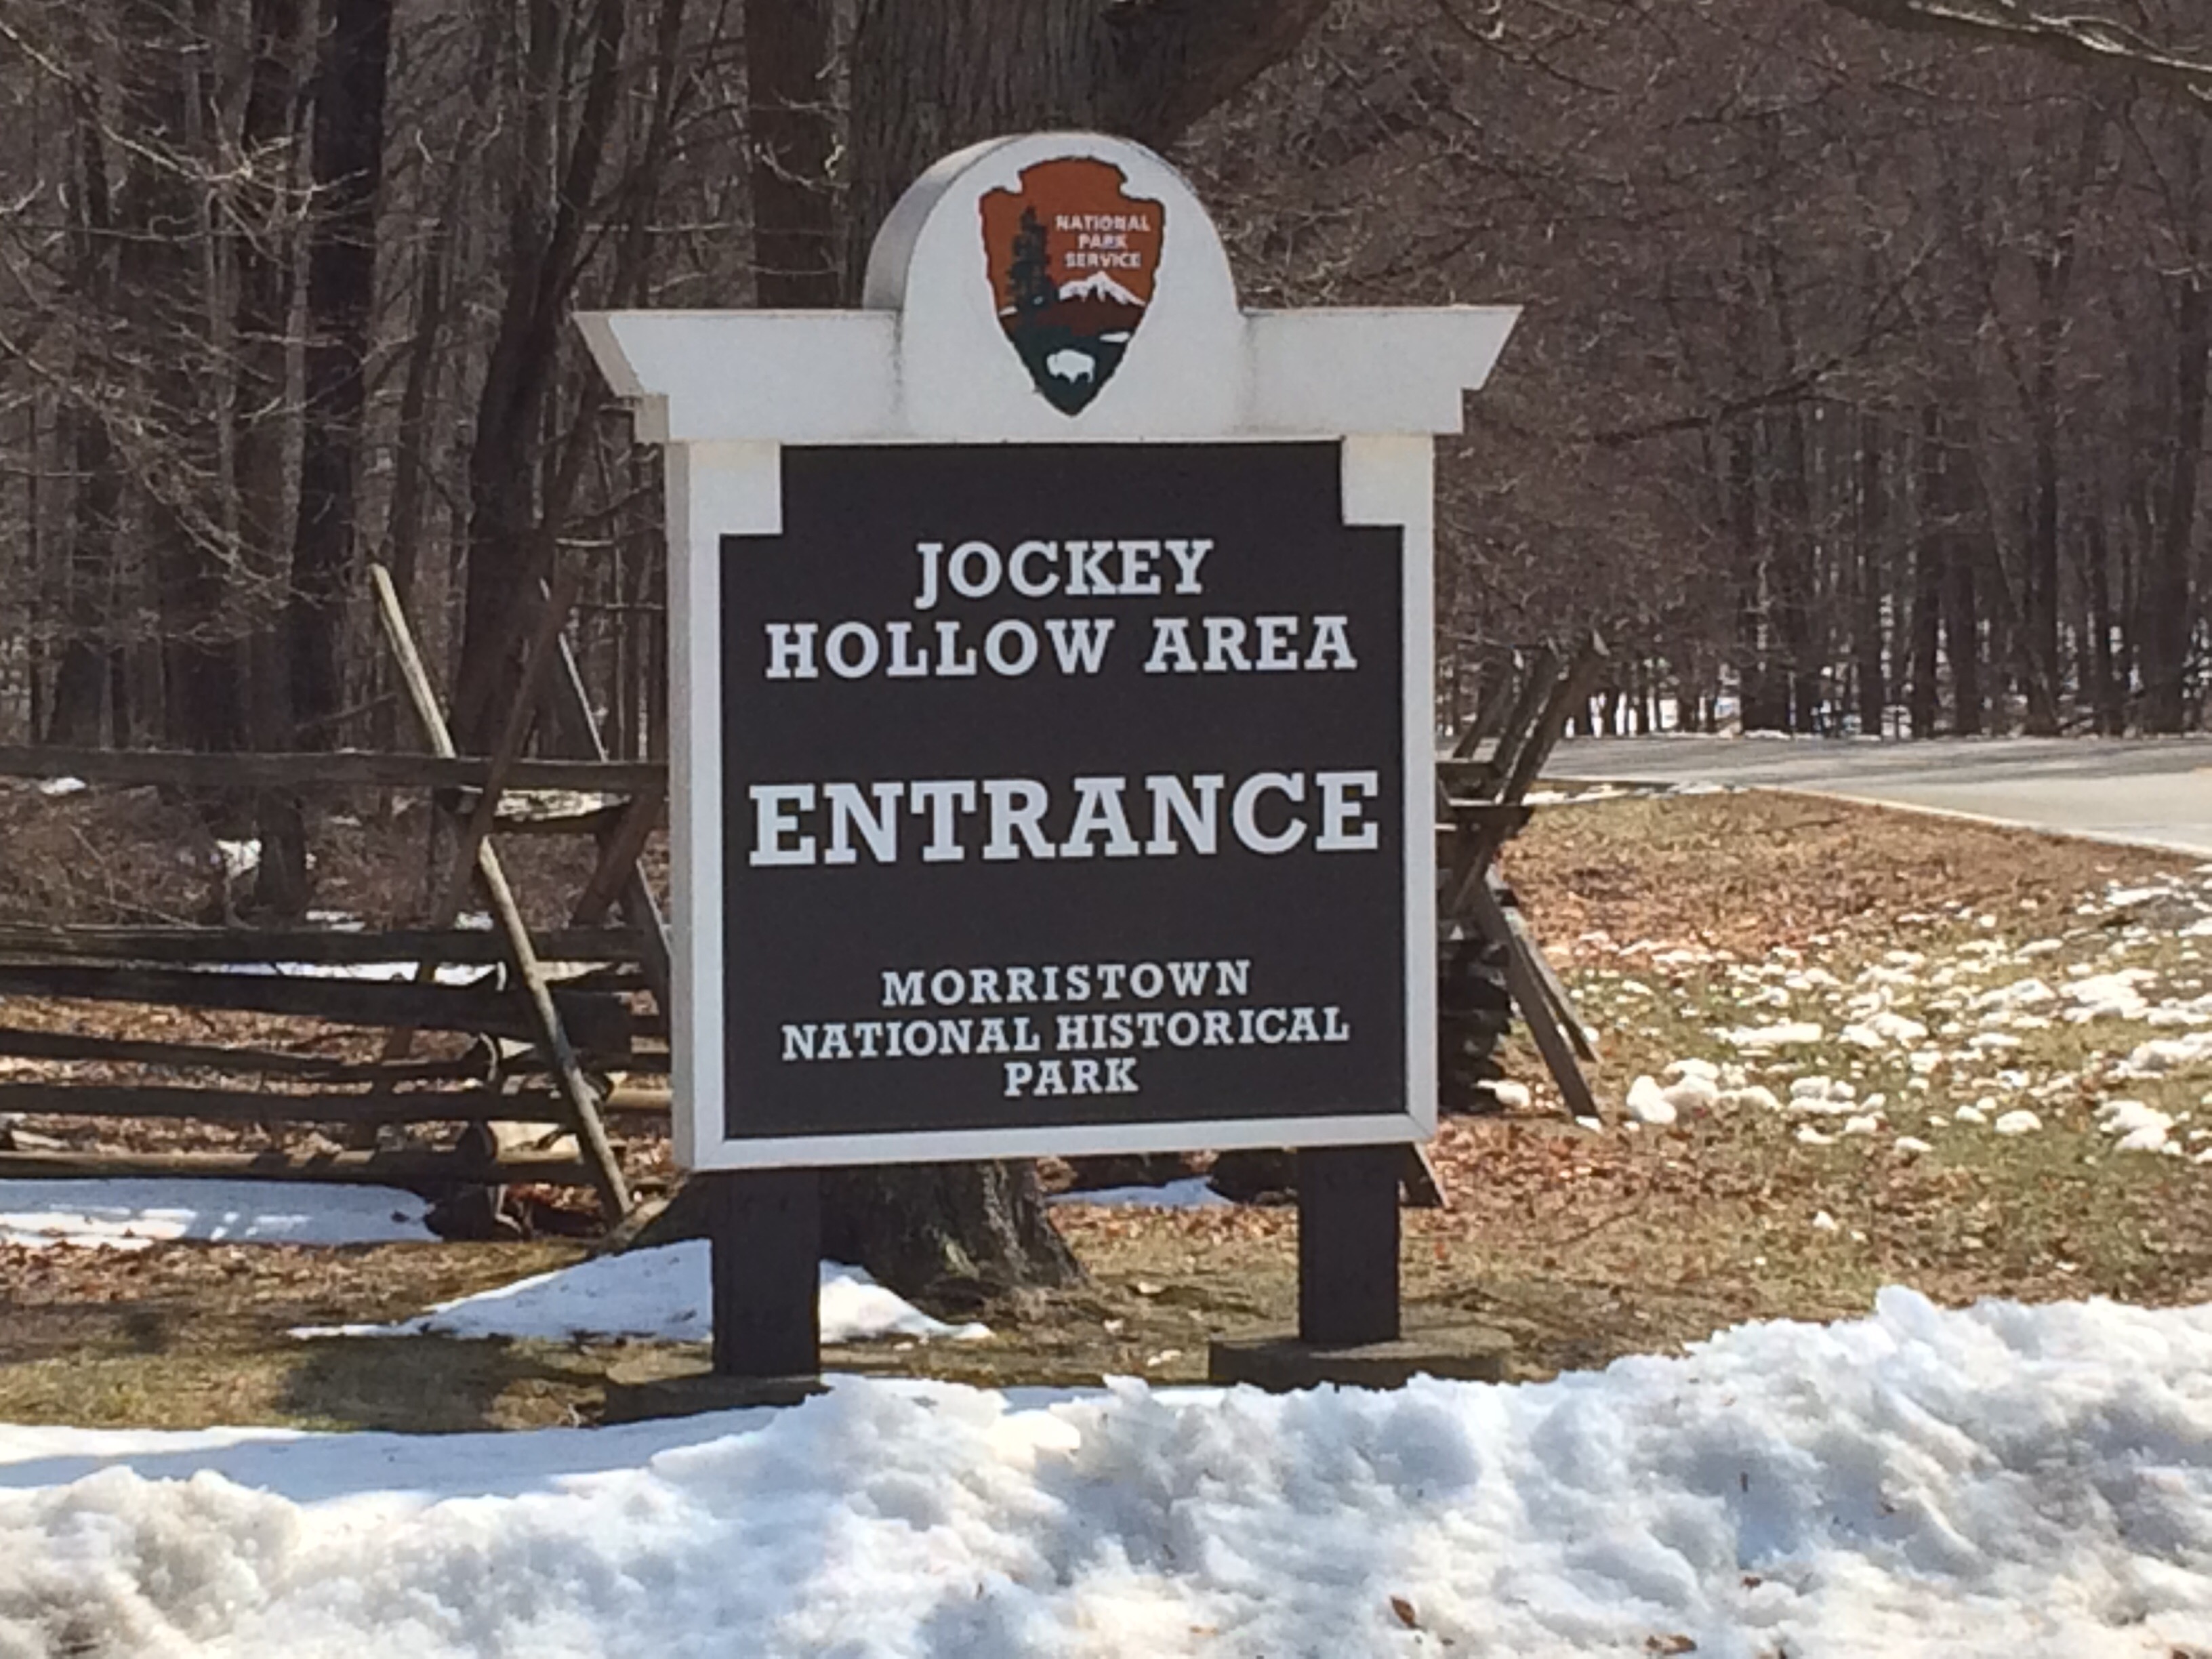 NATIONAL
PARK
SERVICE
JOCKEY
HOLLOW AREA
ENTRANCE
MORRISTOWN
NATIONAL HISTORICAL
PARK